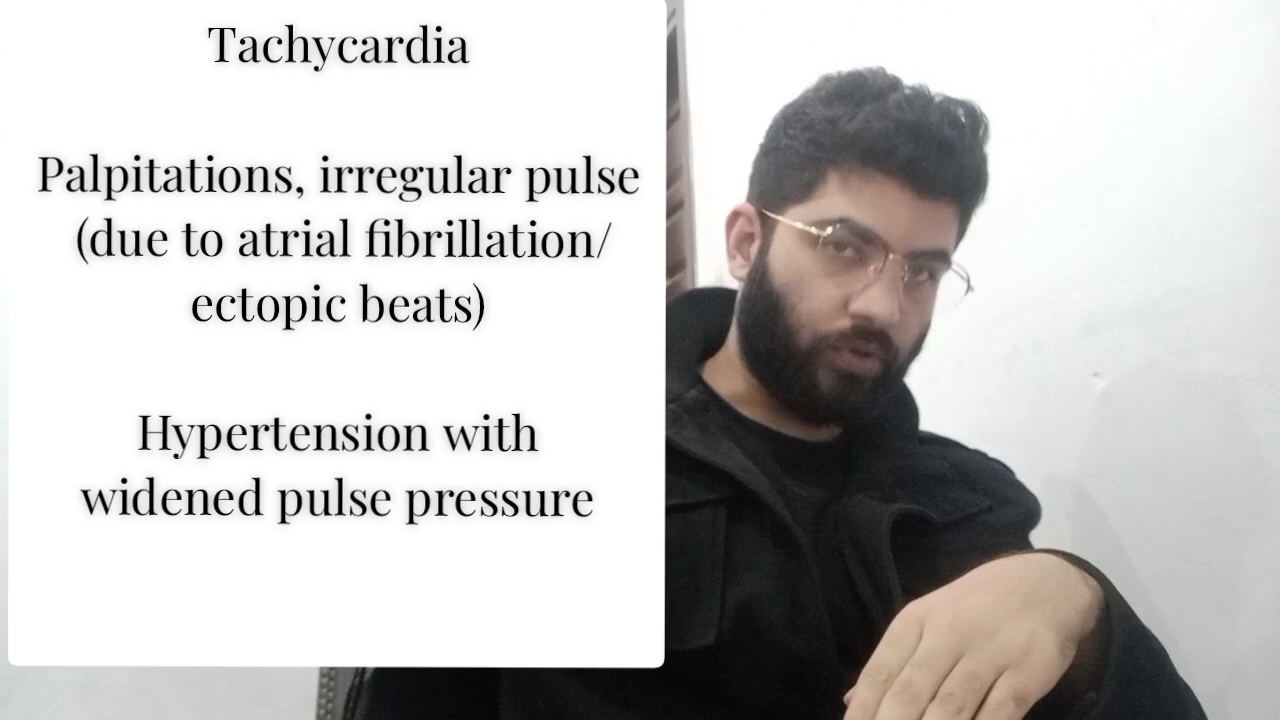 Tachycardia
Palpitations, irregular pulse
(due to atrial fibrillation/
ectopic beats)
Hypertension with
widened pulse pressure